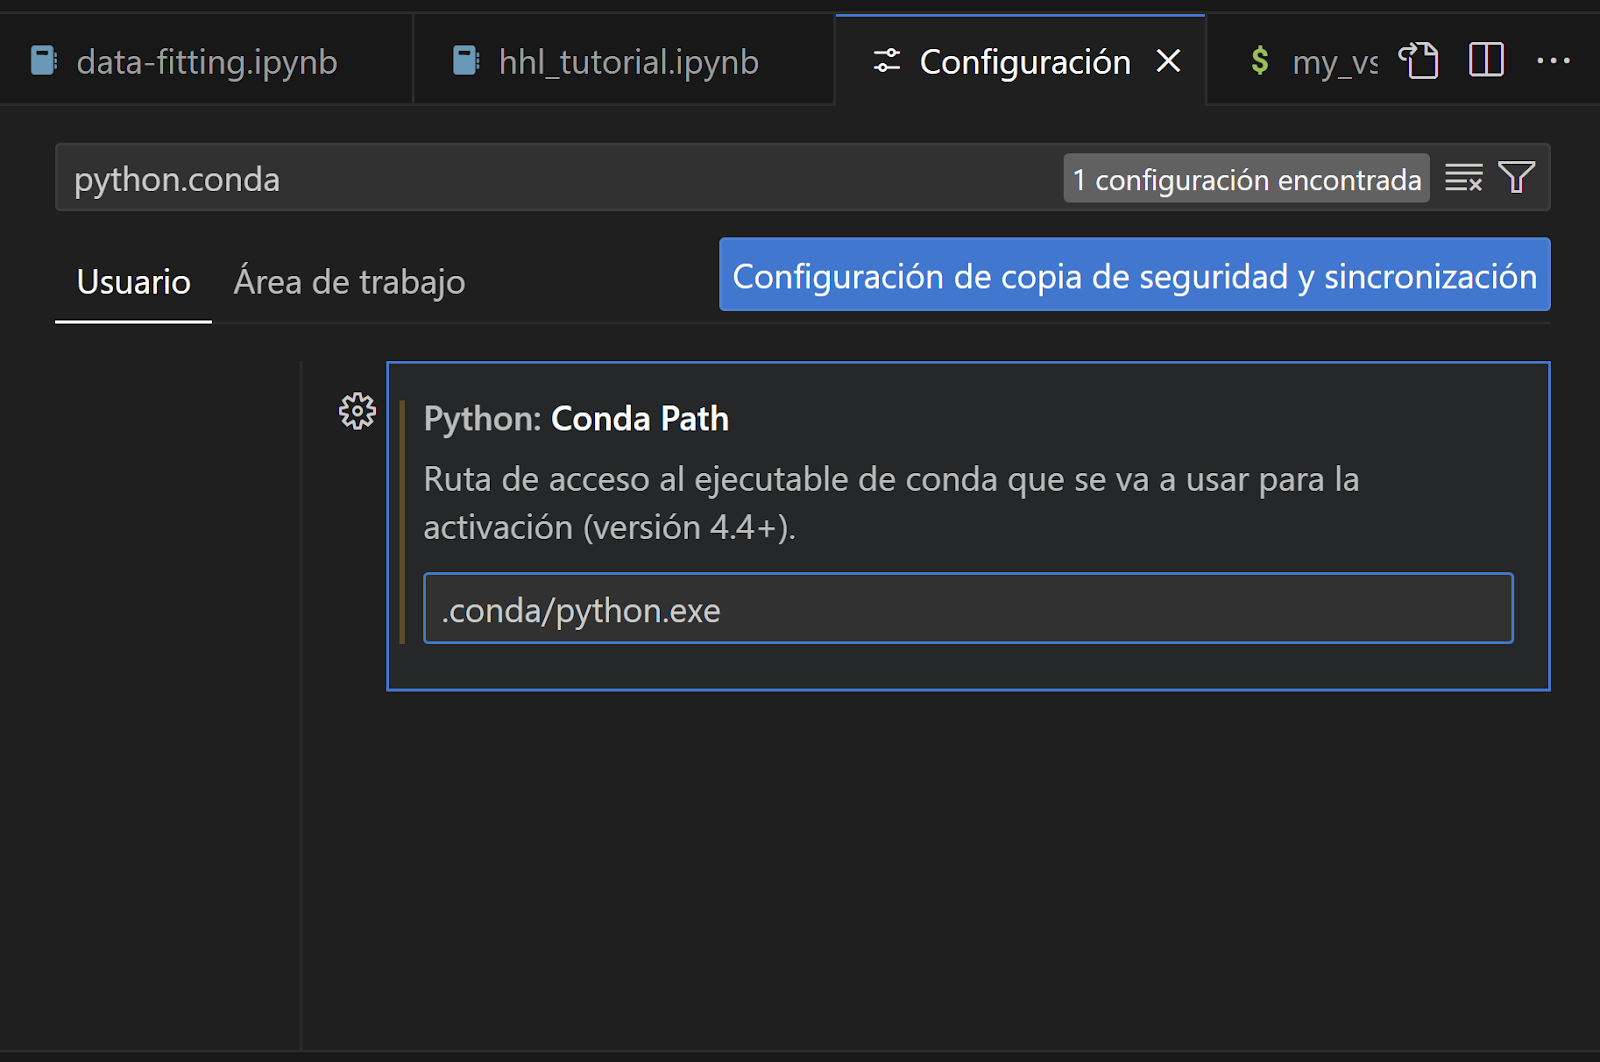 data-fitting.ipynb
hhl_tutorial.ipynb
Configuración
$ my_vs
python.conda
1 configuración encontrada
Usuario
Área de trabajo
Configuración de copia de seguridad y sincronización
Python: Conda Path
Ruta de acceso al ejecutable de conda que se va a usar para la
activación (versión 4.4+).
.conda/python.exe